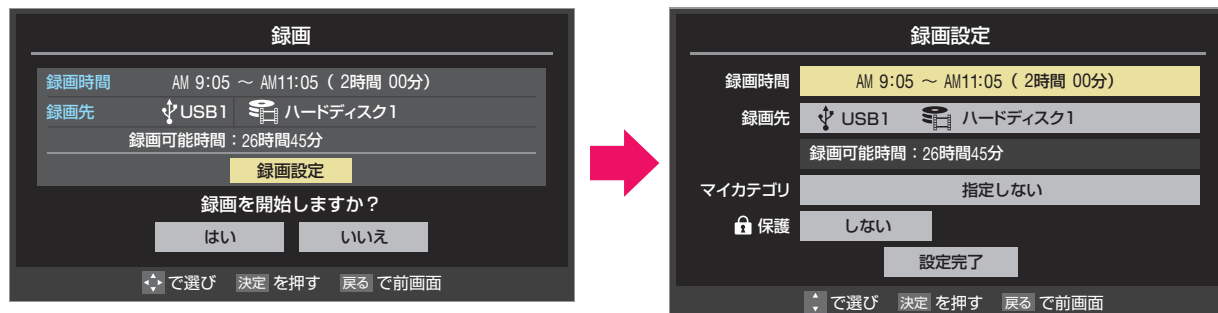 録画
録画時間 AM 9:05 ～ AM11:05（ 2時間 00分）
録画先 USB1 ハードディスク1
録画可能時間：26時間45分
録画設定
録画を開始しますか？
はい いいえ
で選び 決定 を押す 戻る で前画面
録画設定
録画時間 AM 9:05 ～ AM11:05（ 2時間 00分）
録画先 USB1 ハードディスク1
録画可能時間：26時間45分
マイカテゴリ 指定しない
保護 しない
設定完了
で選び 決定 を押す 戻る で前画面